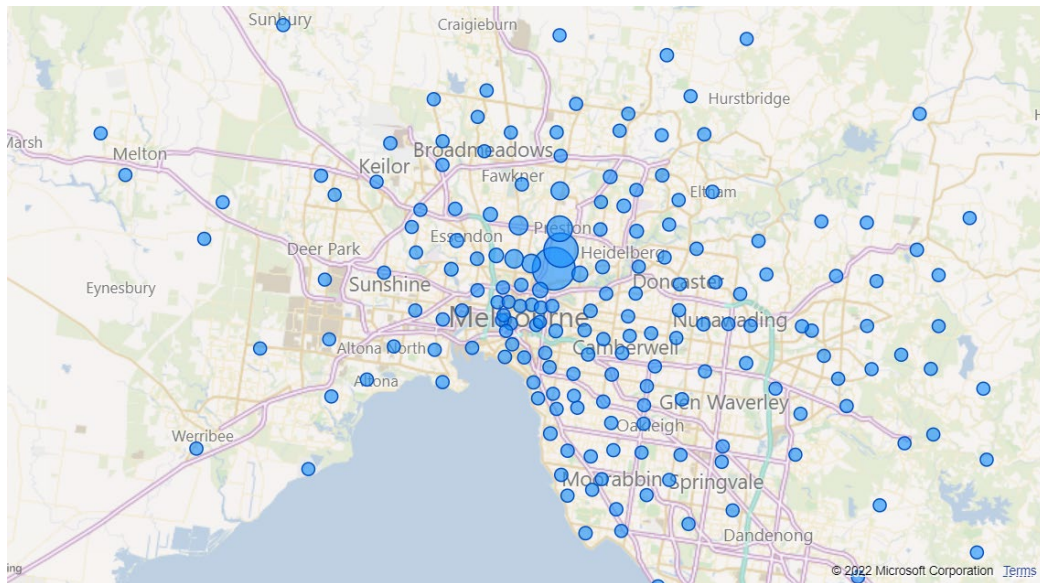 Sunbury
Craigieburn
Hurstbridge
Marsh
Melton
Broadmeadows
Keilor
Fawkner
Eltham
Preston
Essendon
Deer Park
Heidelberg
Doncaster
Eynesbury
Sunshine
Melbourne
Nunawading
Altona North
Camberwell
Altona
Glen Waverley
Oakleigh
Werribee
Moorabbin
Springvale
Dandenong
ing
© 2022 Microsoft Corporation Terms